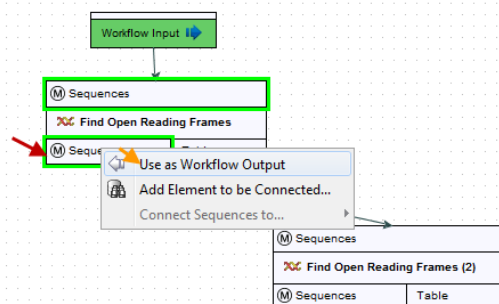 Workflow Input
M Sequences
Find Open Reading Frames
M Seque
Use as Workflow Output
Add Element to be Connected...
Connect Sequences to...
M Sequences
Find Open Reading Frames (2)
M Sequences Table